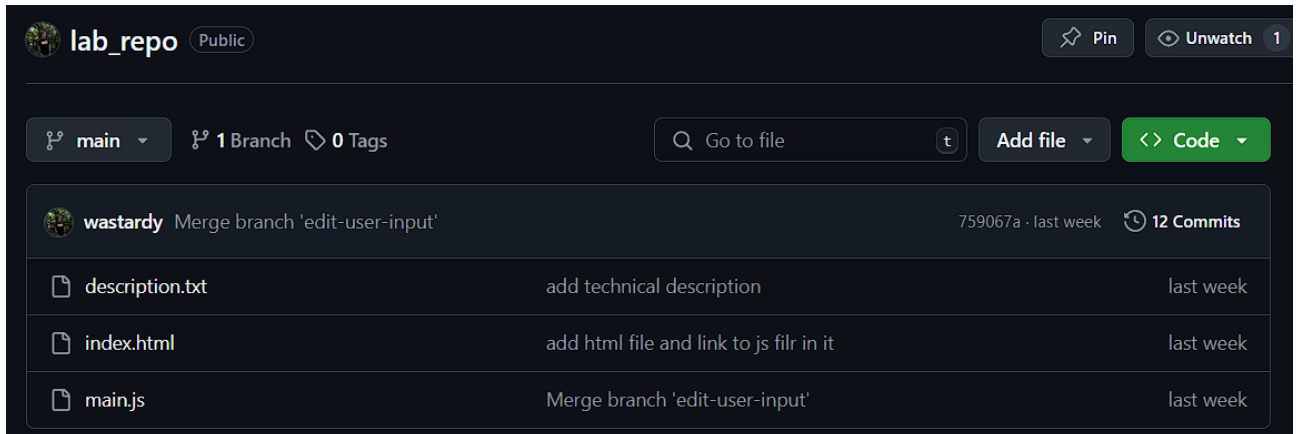 lab_repo Public Pin Unwatch 1
main 1 Branch 0 Tags Go to file t Add file Code
wastardy Merge branch 'edit-user-input' 759067a · last week 12 Commits
description.txt add technical description last week
index.html add html file and link to js filr in it last week
main.js Merge branch 'edit-user-input' last week